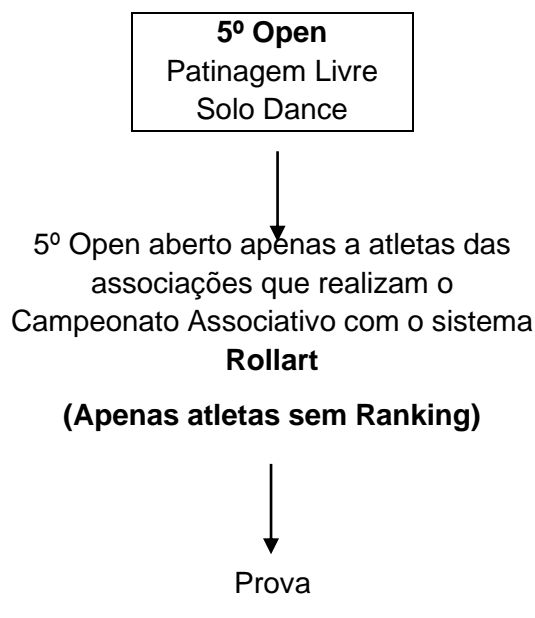 5º Open
Patinagem Livre
Solo Dance
5º Open aberto apenas a atletas das
associações que realizam o
Campeonato Associativo com o sistema
Rollart
(Apenas atletas sem Ranking)
Prova